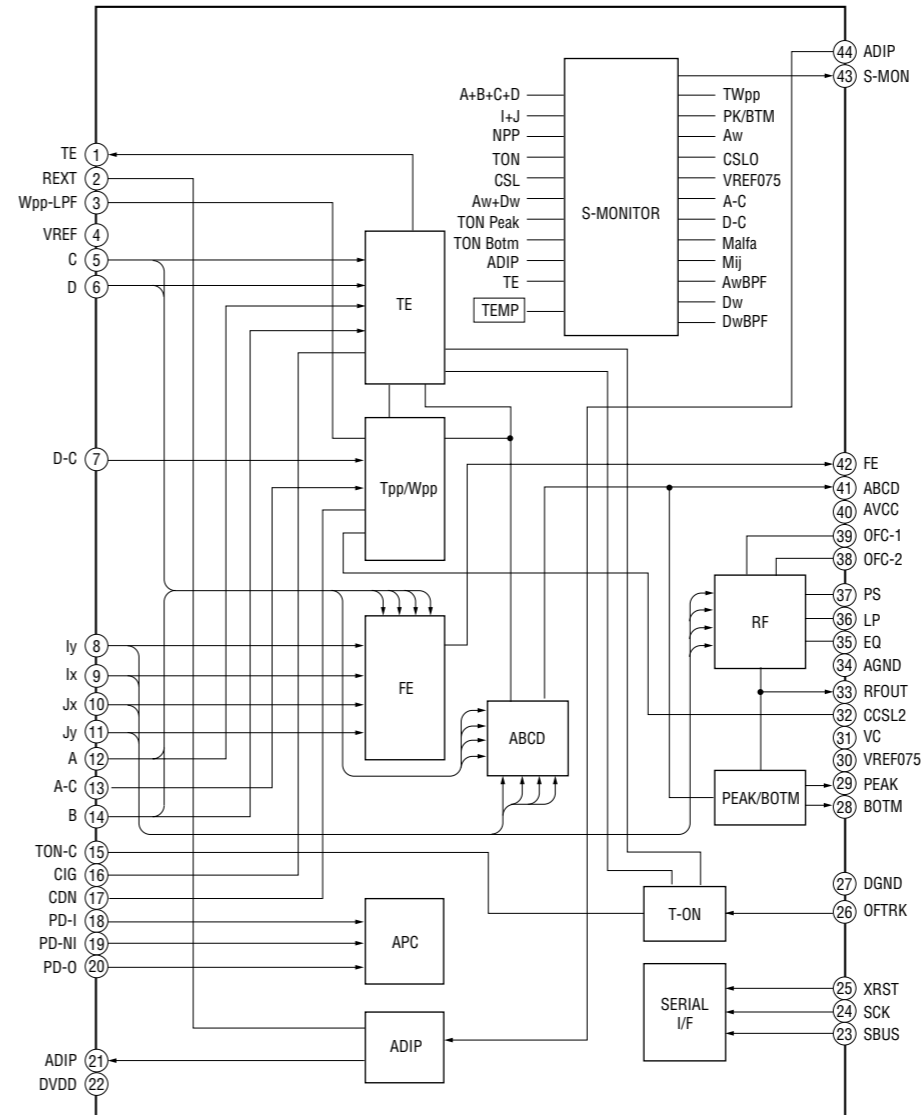 TE 1
REXT 2
Wpp-LPF 3
VREF 4
C 5
D 6
D-C 7
Iy 8
Ix 9
Jx 10
Jy 11
A 12
A-C 13
B 14
TON-C 15
CIG 16
CDN 17
PD-I 18
PD-NI 19
PD-O 20
ADIP 21
DVDD 22
A+B+C+D
I+J
NPP
TON
CSL
Aw+Dw
TON Peak
TON Botm
ADIP
TE
TEMP
S-MONITOR
TWpp
PK/BTM
Aw
CSLO
VREF075
A-C
D-C
Malfa
Mij
AwBPF
Dw
DwBPF
TE
Tpp/Wpp
FE
ABCD
RF
PEAK/BOTM
T-ON
APC
ADIP
SERIAL
I/F
44 ADIP
43 S-MON
42 FE
41 ABCD
40 AVCC
39 OFC-1
38 OFC-2
37 PS
36 LP
35 EQ
34 AGND
33 RFOUT
32 CCSL2
31 VC
30 VREF075
29 PEAK
28 BOTM
27 DGND
26 OFTRK
25 XRST
24 SCK
23 SBUS